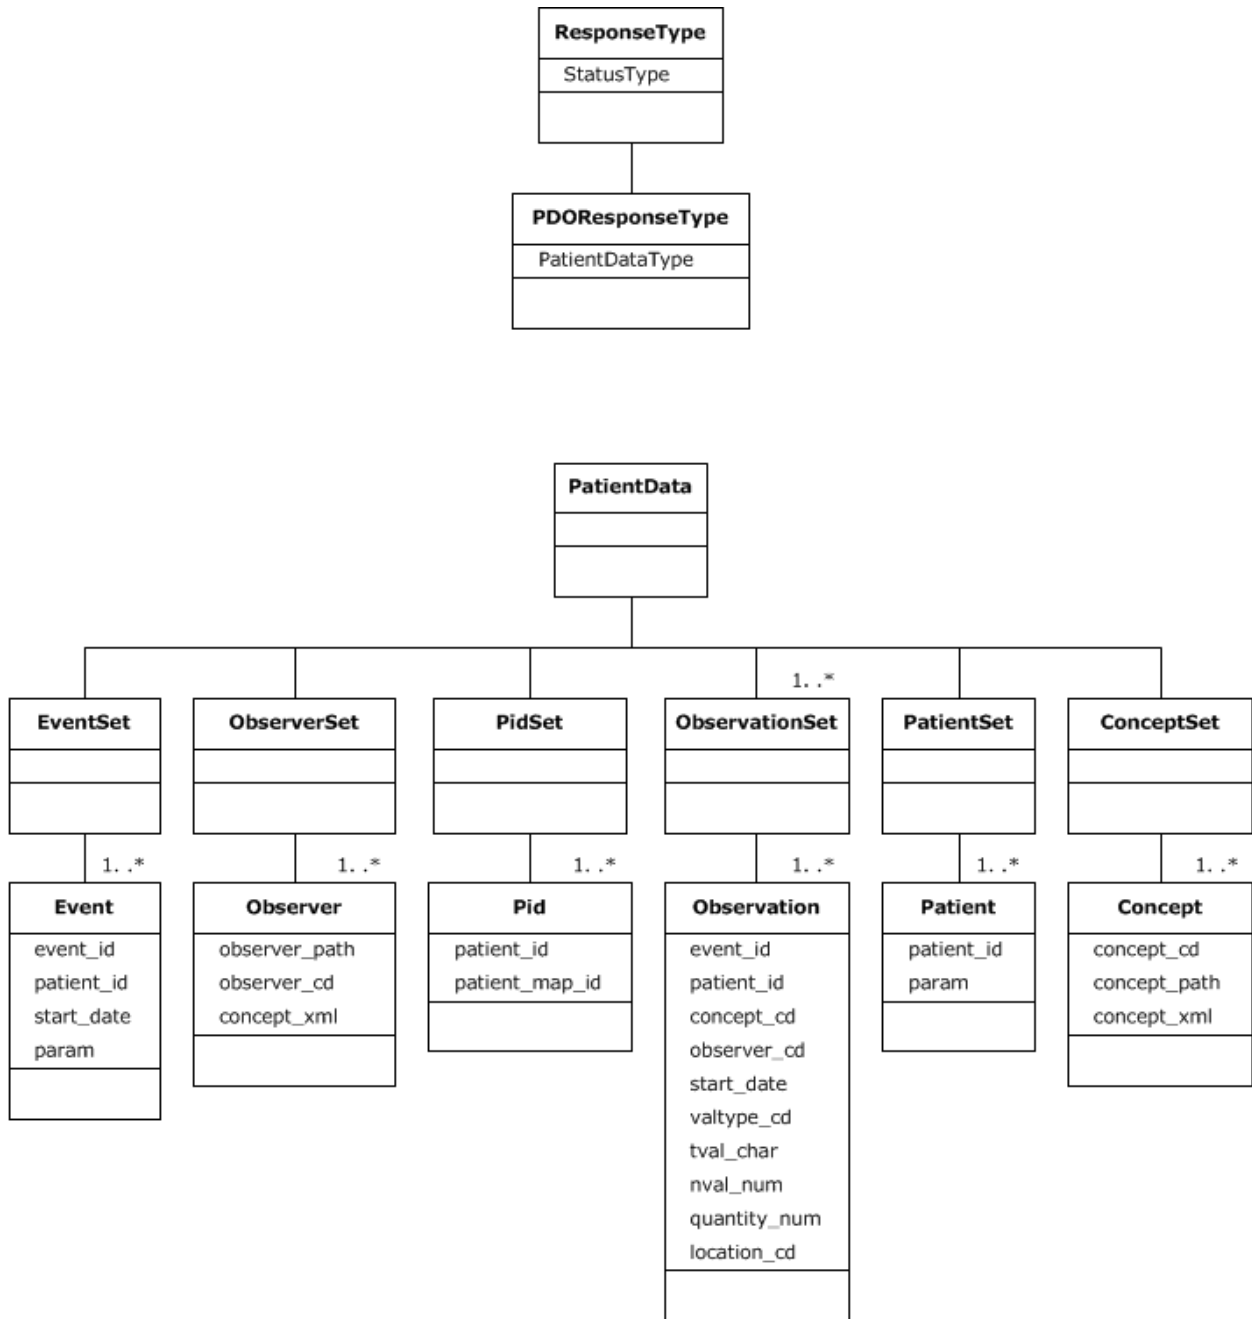 ResponseType
StatusType
PDOResponseType
PatientDataType
PatientData
1. .*
EventSet
ObserverSet
PidSet
ObservationSet
PatientSet
ConceptSet
1. .*
1. .*
1. .*
1. .*
1. .*
1. .*
Event
event_id
patient_id
start_date
param
Observer
observer_path
observer_cd
concept_xml
Pid
patient_id
patient_map_id
Observation
event_id
patient_id
concept_cd
observer_cd
start_date
valtype_cd
tval_char
nval_num
quantity_num
location_cd
Patient
patient_id
param
Concept
concept_cd
concept_path
concept_xml